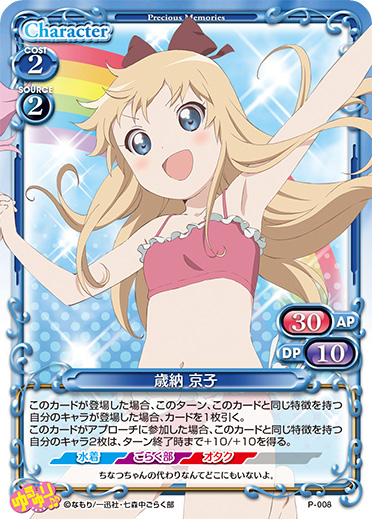 Precious Memories
Character
COST
2
SOURCE
2
30 AP
DP 10
歳納 京子
このカードが登場した場合、このターン、このカードと同じ特徴を持つ
自分のキャラが登場した場合、カードを1枚引く。
このカードがアプローチに参加した場合、このカードと同じ特徴を持つ
自分のキャラ2枚は、ターン終了時まで+10/+10を得る。
水着 ごらく部 オタク
ちなつちゃんの代わりなんてどこにもいないよ。
ゆるゆり
©なもり/一迅社・七森中ごらく部
P-008